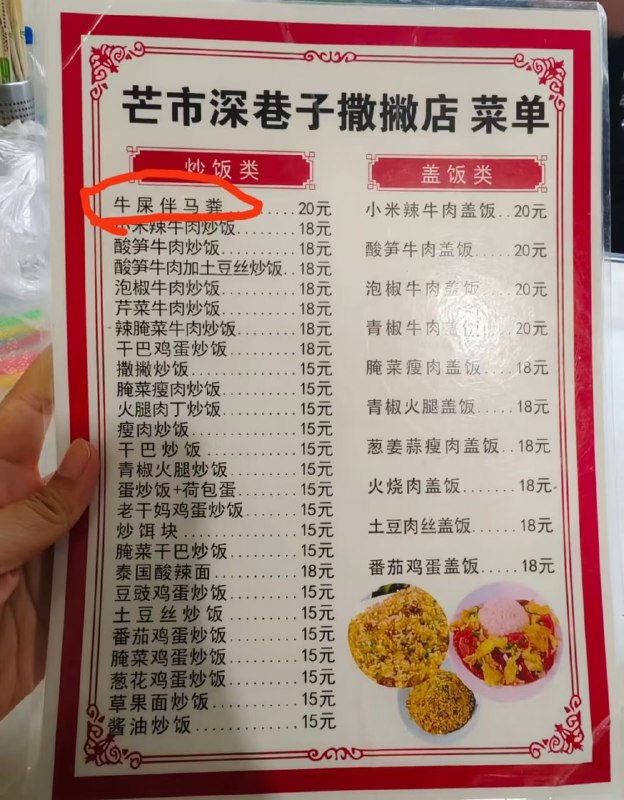 芒市深巷子撒撇店 菜单
炒饭类
牛屎伴马粪......20元
小米辣牛肉炒饭.......18元
酸笋牛肉炒饭.........18元
酸笋牛肉加土豆丝炒饭..18元
泡椒牛肉炒饭.........18元
芹菜牛肉炒饭.........18元
辣腌菜牛肉炒饭.......18元
干巴鸡蛋炒饭.........18元
撒撇炒饭............15元
腌菜瘦肉炒饭.........15元
火腿肉丁炒饭.........15元
瘦肉炒饭............15元
干巴炒饭...........15元
青椒火腿炒饭.........15元
蛋炒饭+荷包蛋........15元
老干妈鸡蛋炒饭.......15元
炒饵块.............15元
腌菜干巴炒饭.........15元
泰国酸辣面..........18元
豆豉鸡蛋炒饭.........15元
土豆丝炒饭..........15元
番茄鸡蛋炒饭.........15元
腌菜鸡蛋炒饭.........15元
葱花鸡蛋炒饭.........15元
草果面炒饭..........15元
酱油炒饭............15元
盖饭类
小米辣牛肉盖饭..20元
酸笋牛肉盖饭....20元
泡椒牛肉盖饭....20元
青椒牛肉盖饭....20元
腌菜瘦肉盖饭....18元
青椒火腿盖饭....18元
葱姜蒜瘦肉盖饭..18元
火烧肉盖饭......18元
土豆肉丝盖饭....18元
番茄鸡蛋盖饭....18元